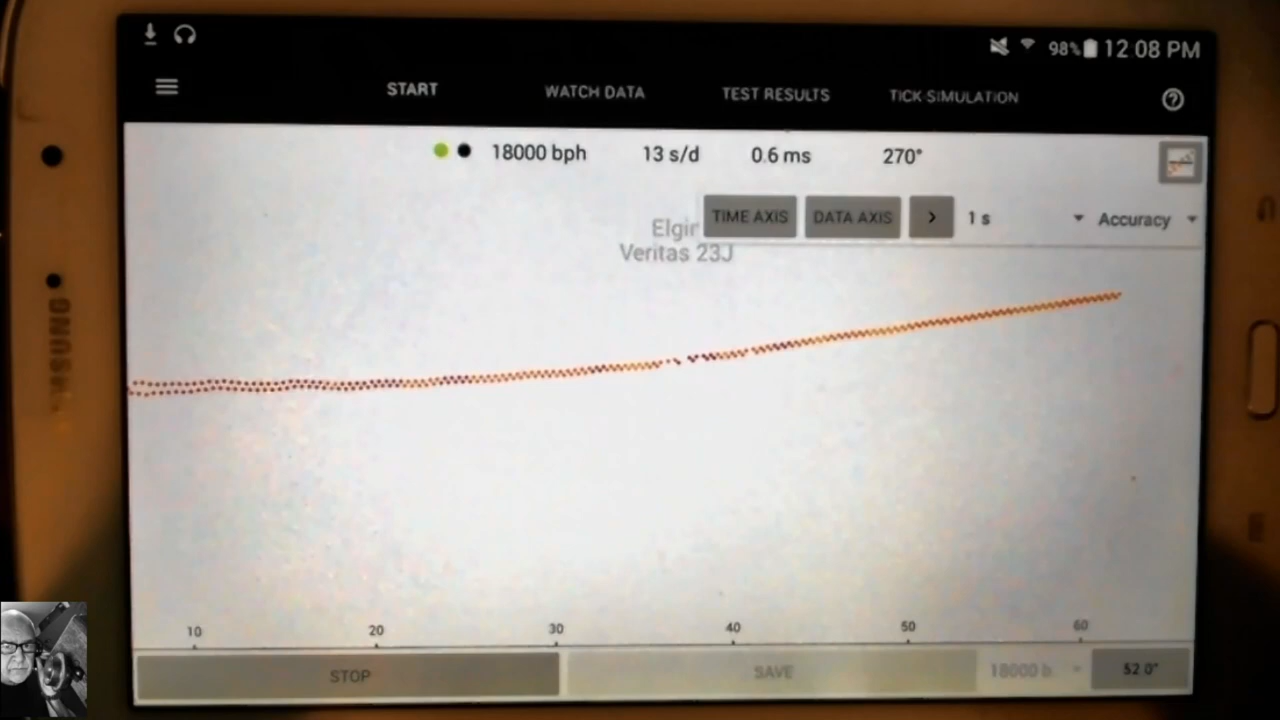 98% 12:08 PM
START WATCH DATA TEST RESULTS TICK SIMULATION
18000 bph 13 s/d 0.6 ms 270°
TIME AXIS DATA AXIS > 1 s Accuracy
Elgin
Veritas 23J
10 20 30 40 50 60
STOP SAVE 18000 b 52.0°
SAMSUNG